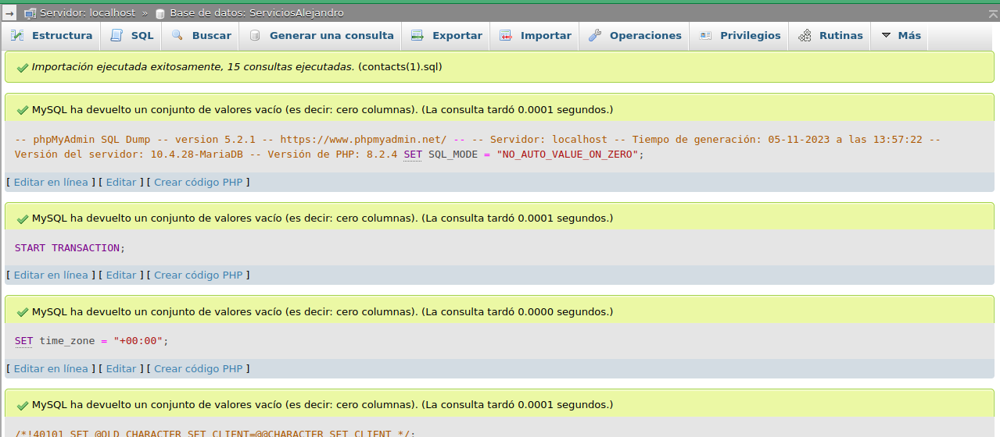 Servidor: localhost » Base de datos: ServiciosAlejandro
Estructura SQL Buscar Generar una consulta Exportar Importar Operaciones Privilegios Rutinas Más
Importación ejecutada exitosamente, 15 consultas ejecutadas. (contacts(1).sql)
MySQL ha devuelto un conjunto de valores vacío (es decir: cero columnas). (La consulta tardó 0.0001 segundos.)
-- phpMyAdmin SQL Dump -- version 5.2.1 -- https://www.phpmyadmin.net/ -- -- Servidor: localhost -- Tiempo de generación: 05-11-2023 a las 13:57:22 --
Versión del servidor: 10.4.28-MariaDB -- Versión de PHP: 8.2.4 SET SQL_MODE = "NO_AUTO_VALUE_ON_ZERO";
[ Editar en línea ] [ Editar ] [ Crear código PHP ]
MySQL ha devuelto un conjunto de valores vacío (es decir: cero columnas). (La consulta tardó 0.0001 segundos.)
START TRANSACTION;
[ Editar en línea ] [ Editar ] [ Crear código PHP ]
MySQL ha devuelto un conjunto de valores vacío (es decir: cero columnas). (La consulta tardó 0.0000 segundos.)
SET time_zone = "+00:00";
[ Editar en línea ] [ Editar ] [ Crear código PHP ]
MySQL ha devuelto un conjunto de valores vacío (es decir: cero columnas). (La consulta tardó 0.0001 segundos.)
/*!40101 SET @OLD_CHARACTER_SET_CLIENT=@@CHARACTER_SET_CLIENT */;